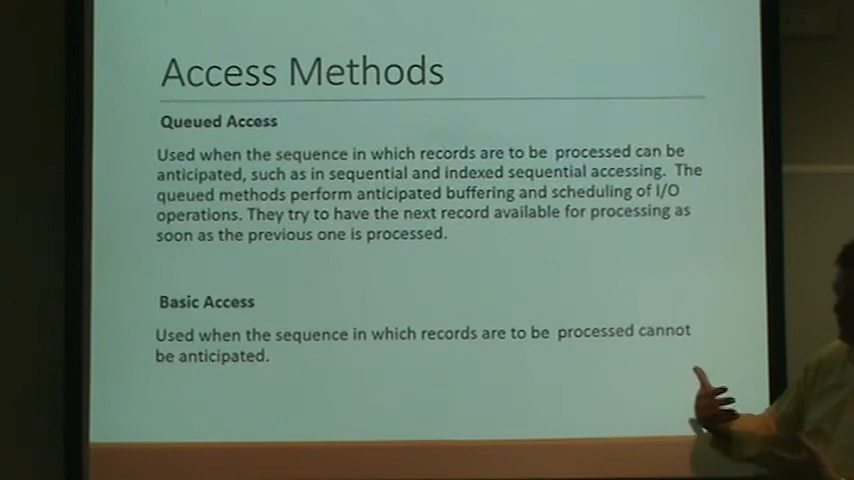 Access Methods
Queued Access
Used when the sequence in which records are to be processed can be
anticipated, such as in sequential and indexed sequential accessing. The
queued methods perform anticipated buffering and scheduling of I/O
operations. They try to have the next record available for processing as
soon as the previous one is processed.
Basic Access
Used when the sequence in which records are to be processed cannot
be anticipated.